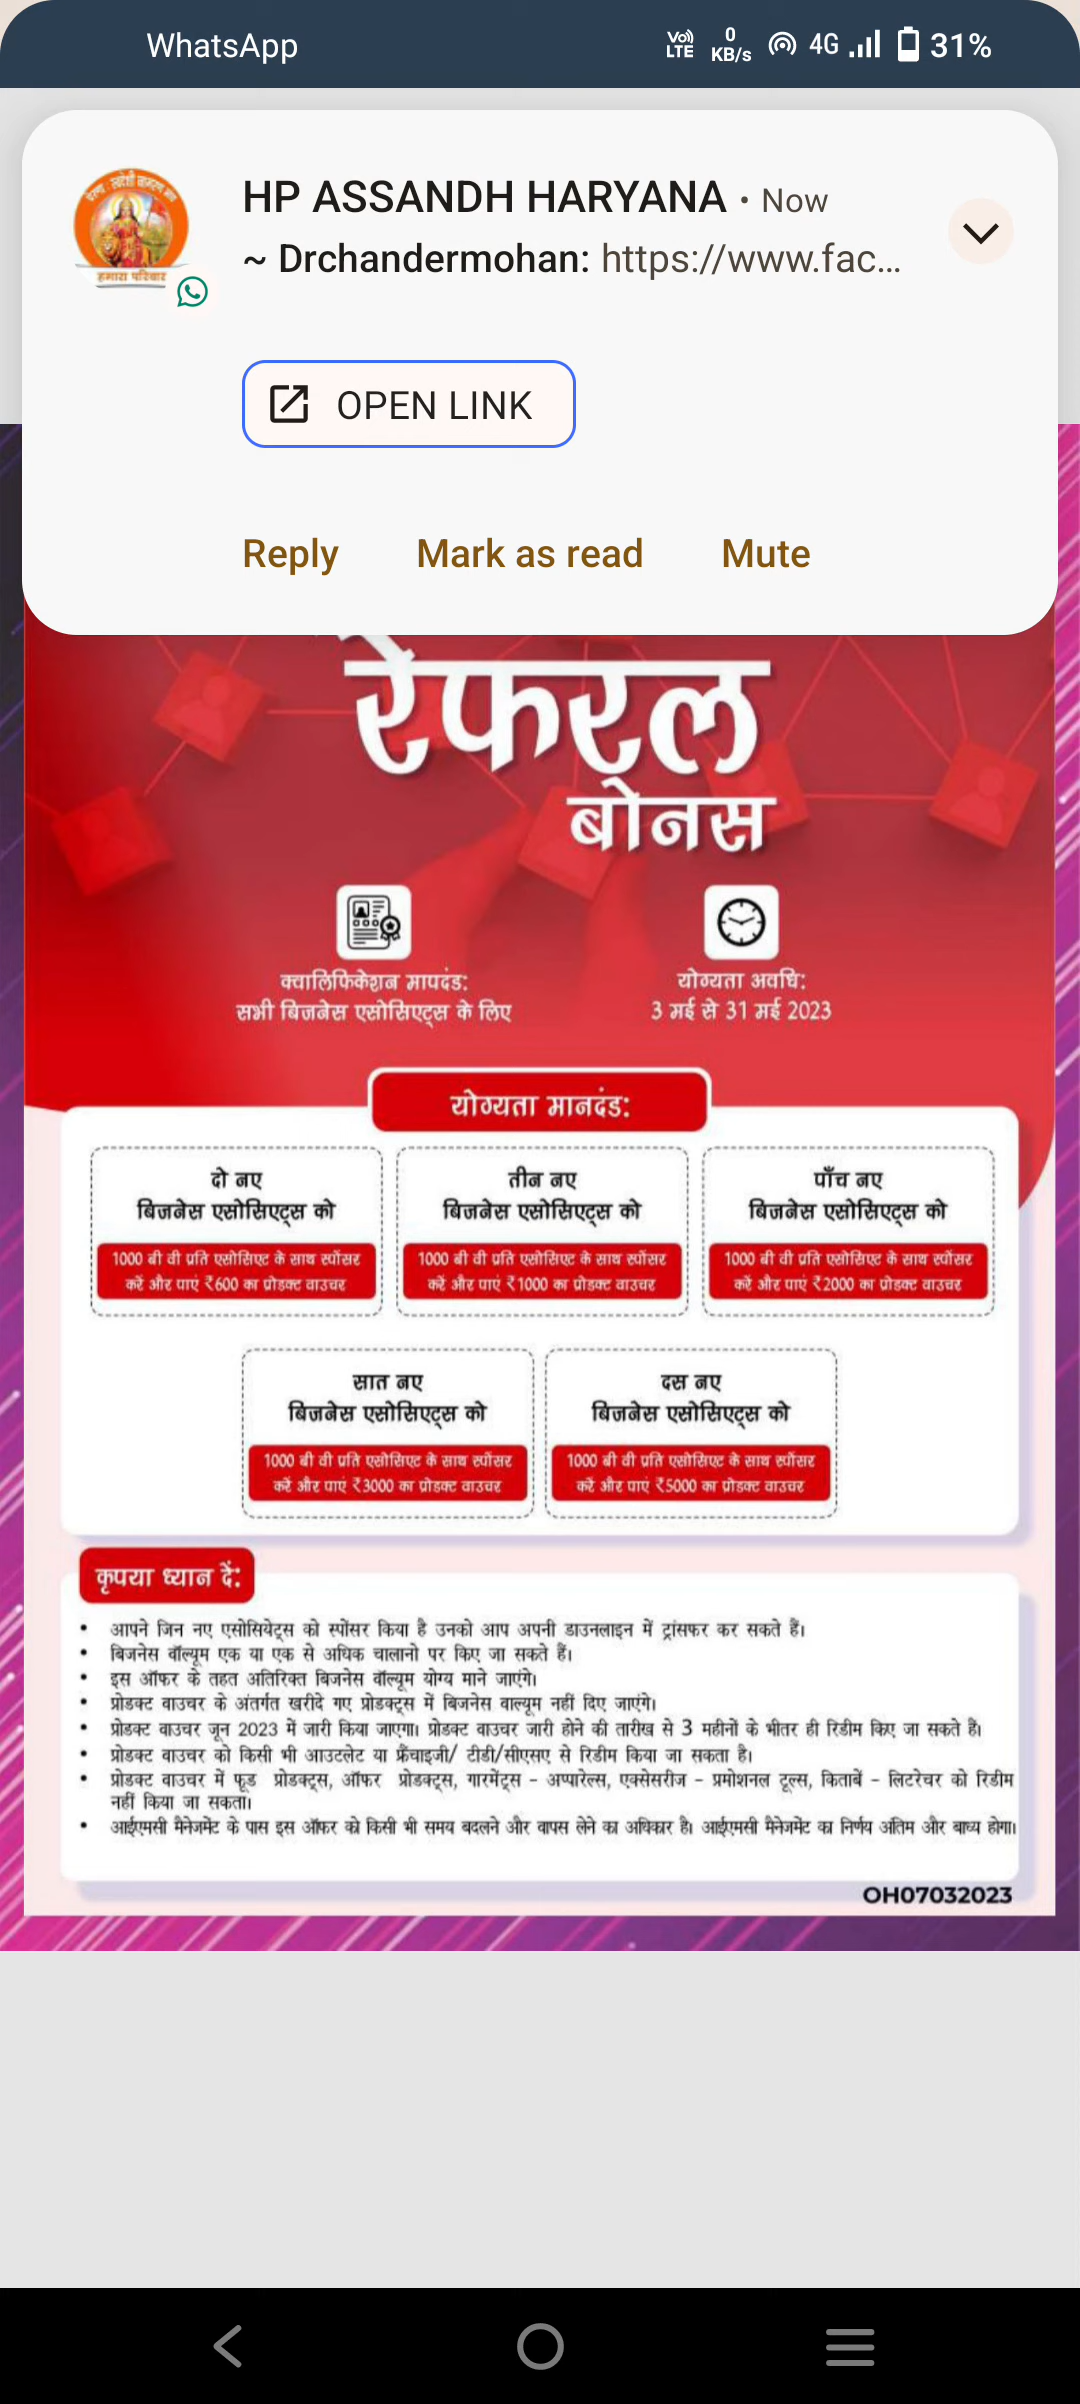 WhatsApp
Vo) LTE
0 KB/s
4G
31%
HP ASSANDH HARYANA • Now
~ Drchandermohan: https://www.fac...
हमारा परिवार
OPEN LINK
Reply
Mark as read
Mute
रेफरल
बोनस
क्वालिफिकेशन मापदंड:
सभी बिजनेस एसोसिएट्स के लिए
योग्यता अवधि:
3 मई से 31 मई 2023
योग्यता मानदंड:
दो नए
बिजनेस एसोसिएट्स को
1000 बी वी प्रति एसोसिएट के साथ स्पोंसर
करें और पाएं ₹600 का प्रोडक्ट वाउचर
तीन नए
बिजनेस एसोसिएट्स को
1000 बी वी प्रति एसोसिएट के साथ स्पोंसर
करें और पाएं ₹1000 का प्रोडक्ट वाउचर
पाँच नए
बिजनेस एसोसिएट्स को
1000 बी वी प्रति एसोसिएट के साथ स्पोंसर
करें और पाएं ₹2000 का प्रोडक्ट वाउचर
सात नए
बिजनेस एसोसिएट्स को
1000 बी वी प्रति एसोसिएट के साथ स्पोंसर
करें और पाएं ₹3000 का प्रोडक्ट वाउचर
दस नए
बिजनेस एसोसिएट्स को
1000 बी वी प्रति एसोसिएट के साथ स्पोंसर
करें और पाएं ₹5000 का प्रोडक्ट वाउचर
कृपया ध्यान दें:
• आपने जिन नए एसोसियेट्स को स्पोंसर किया है उनको आप अपनी डाउनलाइन में ट्रांसफर कर सकते हैं।
• बिजनेस वॉल्यूम एक या एक से अधिक चालानो पर किए जा सकते हैं।
• इस ऑफर के तहत अतिरिक्त बिजनेस वॉल्यूम योग्य माने जाएंगे।
• प्रोडक्ट वाउचर के अंतर्गत खरीदे गए प्रोडक्ट्स में बिजनेस वाल्यूम नहीं दिए जाएंगे।
• प्रोडक्ट वाउचर जून 2023 में जारी किया जाएगा। प्रोडक्ट वाउचर जारी होने की तारीख से 3 महीनों के भीतर ही रिडीम किए जा सकते हैं।
• प्रोडक्ट वाउचर को किसी भी आउटलेट या फ्रैंचाइजी/ टीडी/सीएसए से रिडीम किया जा सकता है।
• प्रोडक्ट वाउचर में फूड प्रोडक्ट्स, ऑफर प्रोडक्ट्स, गारमेंट्स - अप्पारेल्स, एक्सेसरीज - प्रमोशनल टूल्स, किताबें - लिटरेचर को रिडीम
नहीं किया जा सकता।
• आईएमसी मैनेजमेंट के पास इस ऑफर को किसी भी समय बदलने और वापस लेने का अधिकार है। आईएमसी मैनेजमेंट का निर्णय अंतिम और बाध्य होगा।
OH07032023